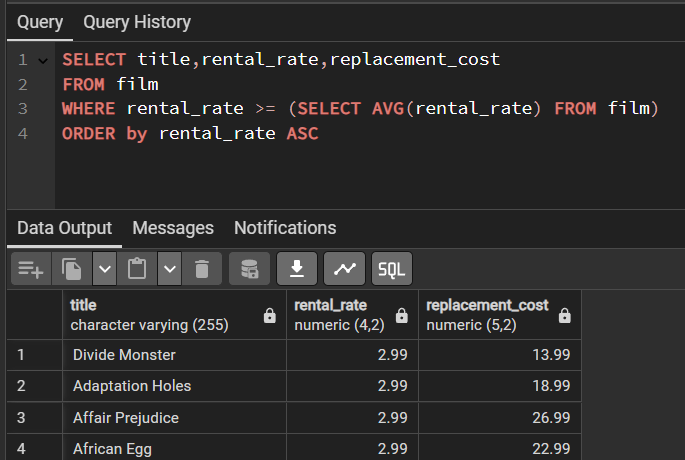 Query Query History
1 SELECT title,rental_rate,replacement_cost
2 FROM film
3 WHERE rental_rate >= (SELECT AVG(rental_rate) FROM film)
4 ORDER by rental_rate ASC
Data Output Messages Notifications
SQL
title rental_rate replacement_cost
character varying (255) numeric (4,2) numeric (5,2)
1 Divide Monster 2.99 13.99
2 Adaptation Holes 2.99 18.99
3 Affair Prejudice 2.99 26.99
4 African Egg 2.99 22.99